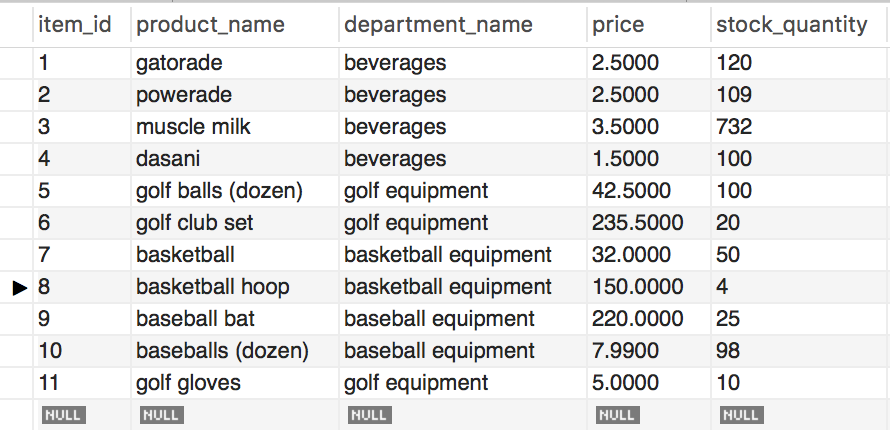 item_id product_name department_name price stock_quantity
1 gatorade beverages 2.5000 120
2 powerade beverages 2.5000 109
3 muscle milk beverages 3.5000 732
4 dasani beverages 1.5000 100
5 golf balls (dozen) golf equipment 42.5000 100
6 golf club set golf equipment 235.5000 20
7 basketball basketball equipment 32.0000 50
8 basketball hoop basketball equipment 150.0000 4
9 baseball bat baseball equipment 220.0000 25
10 baseballs (dozen) baseball equipment 7.9900 98
11 golf gloves golf equipment 5.0000 10
NULL NULL NULL NULL NULL